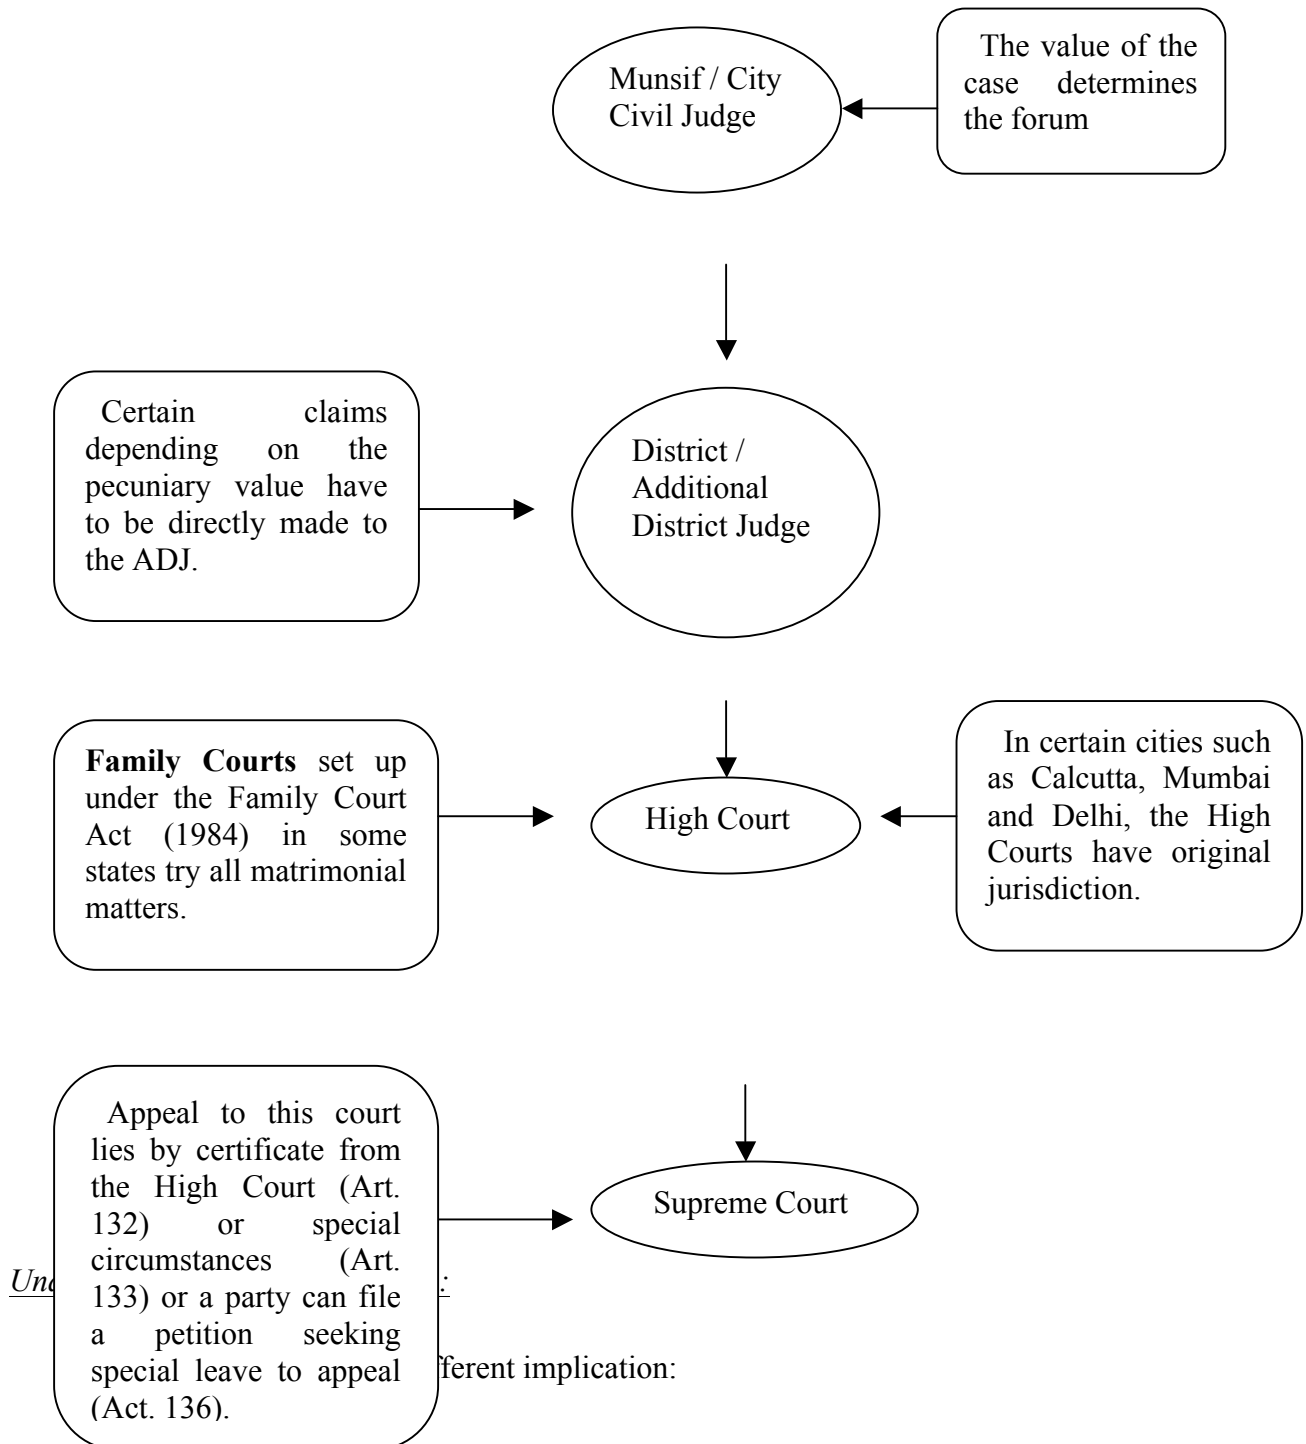 Munsif / City
Civil Judge
The value of the
case determines
the forum
Certain claims
depending on the
pecuniary value have
to be directly made to
the ADJ.
District /
Additional
District Judge
Family Courts set up
under the Family Court
Act (1984) in some
states try all matrimonial
matters.
High Court
In certain cities such
as Calcutta, Mumbai
and Delhi, the High
Courts have original
jurisdiction.
Appeal to this court
lies by certificate from
the High Court (Art.
132) or special
circumstances (Art.
133) or a party can file
a petition seeking
special leave to appeal
(Act. 136).
Supreme Court
:
implication: